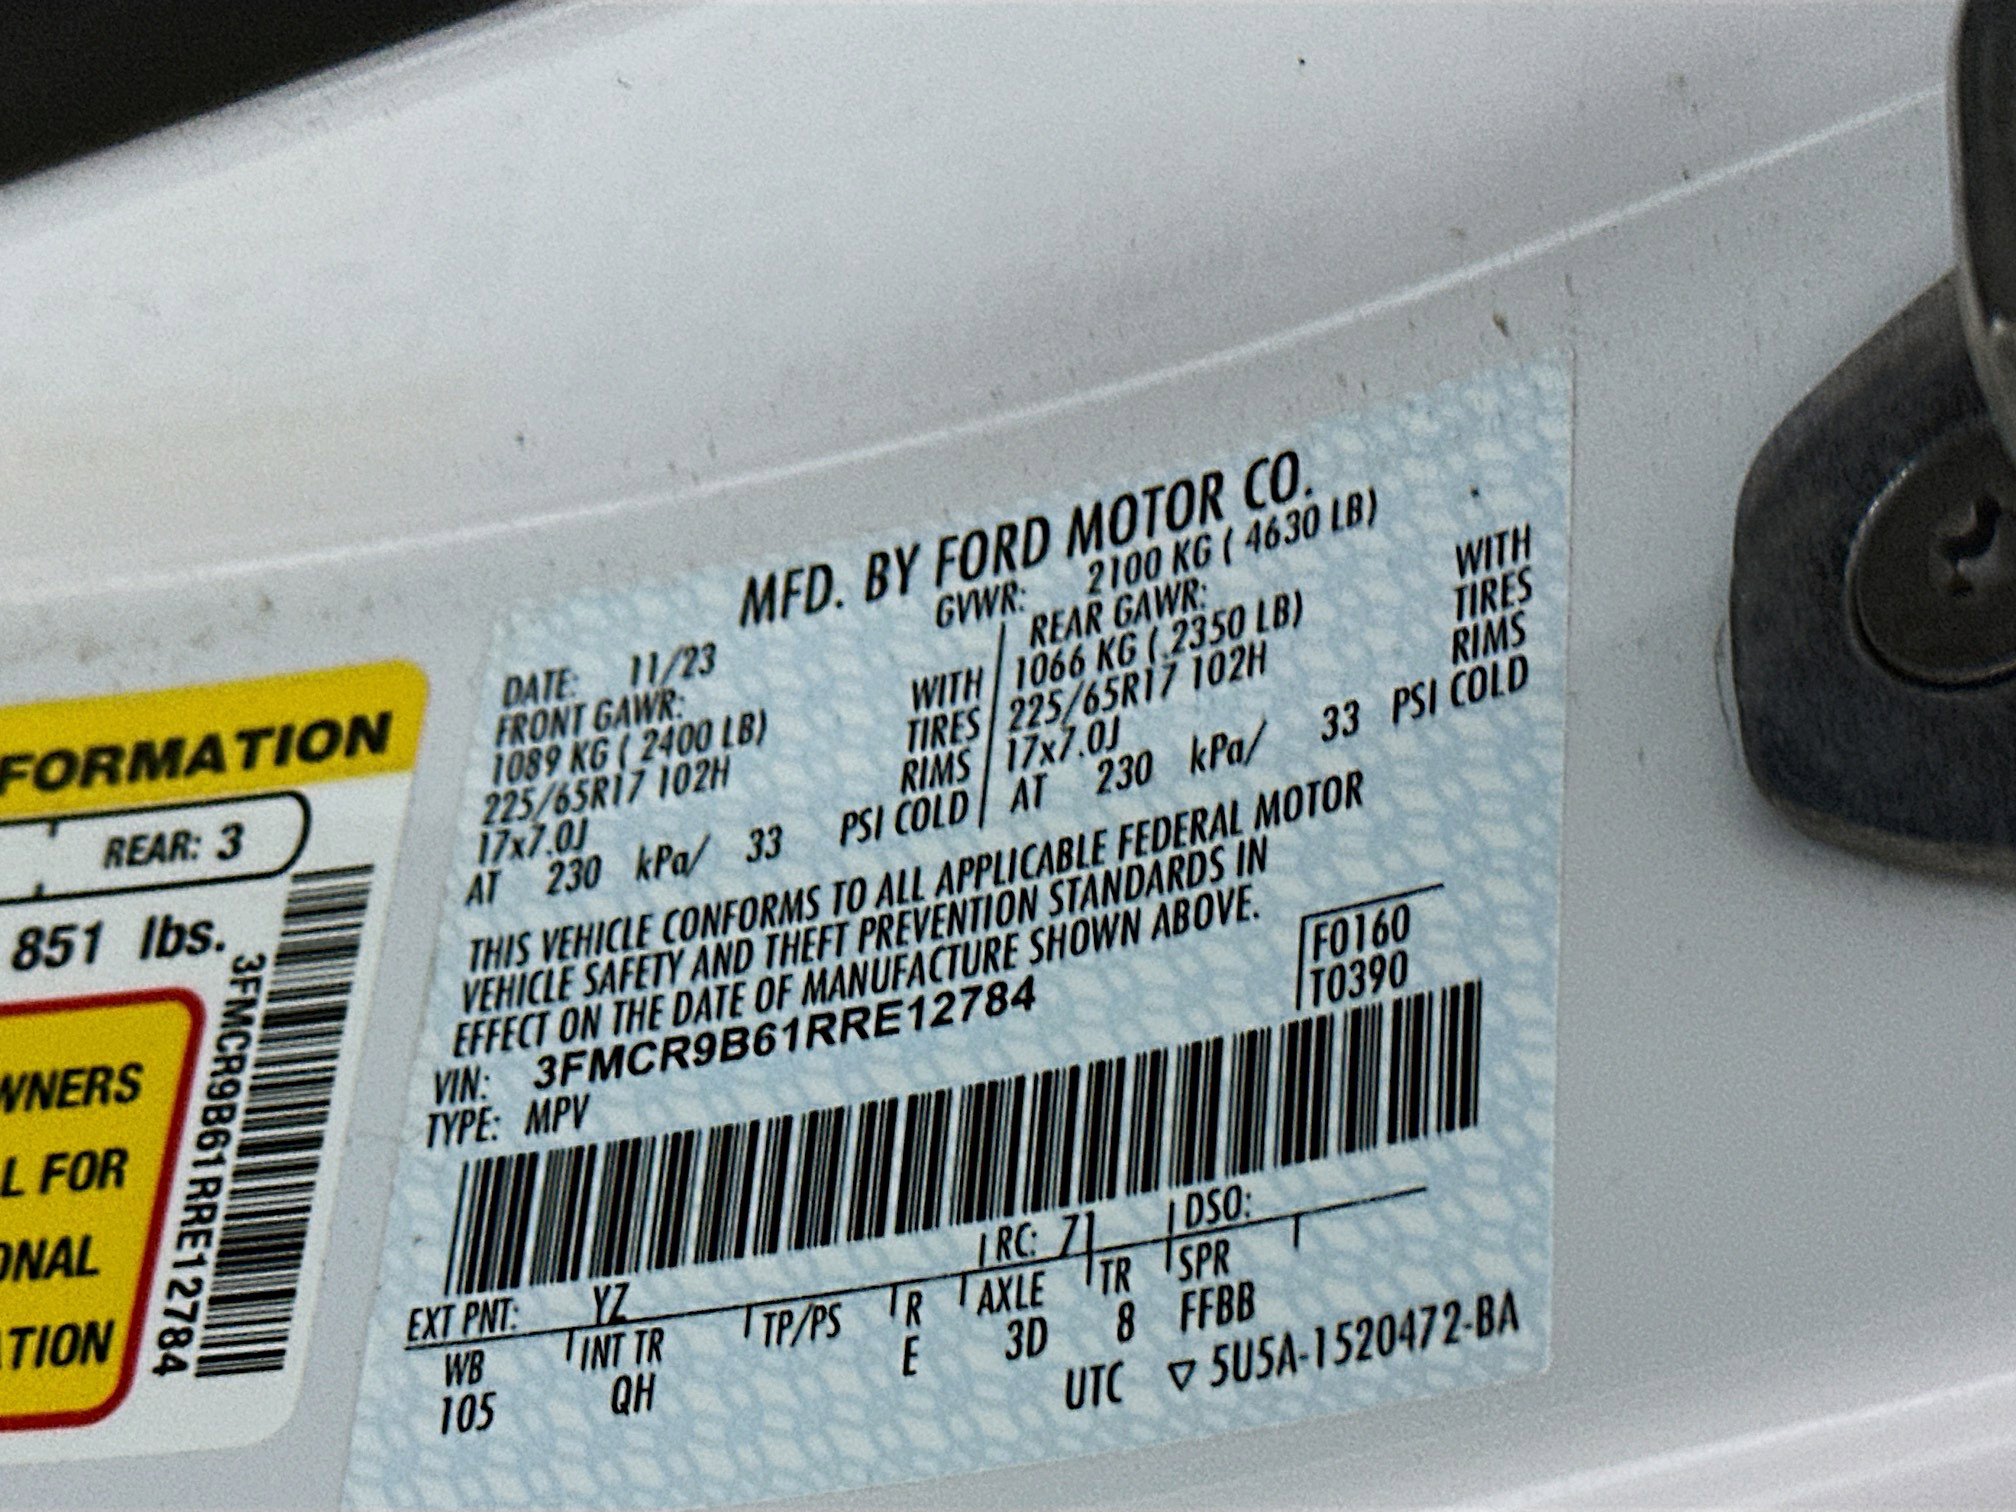 FORMATION
REAR: 3
851 lbs.
WNERS
L FOR
ONAL
ATION
3FMCR9B61RRE12784
MFD. BY FORD MOTOR CO.
GVWR: 2100 KG ( 4630 LB)
DATE: 11/23
FRONT GAWR:
1089 KG ( 2400 LB) WITH
225/65R17 102H TIRES
17x7.0J RIMS
AT 230 kPa/ 33 PSI COLD
REAR GAWR:
1066 KG ( 2350 LB) WITH
225/65R17 102H TIRES
17x7.0J RIMS
AT 230 kPa/ 33 PSI COLD
THIS VEHICLE CONFORMS TO ALL APPLICABLE FEDERAL MOTOR
VEHICLE SAFETY AND THEFT PREVENTION STANDARDS IN
EFFECT ON THE DATE OF MANUFACTURE SHOWN ABOVE.
VIN: 3FMCR9B61RRE12784
TYPE: MPV
F0160
T0390
EXT PNT: YZ RC: 71 DSO:
WB INT TR TP/PS R AXLE TR SPR
105 QH E 3D 8 FFBB
UTC ▽ 5U5A-1520472-BA